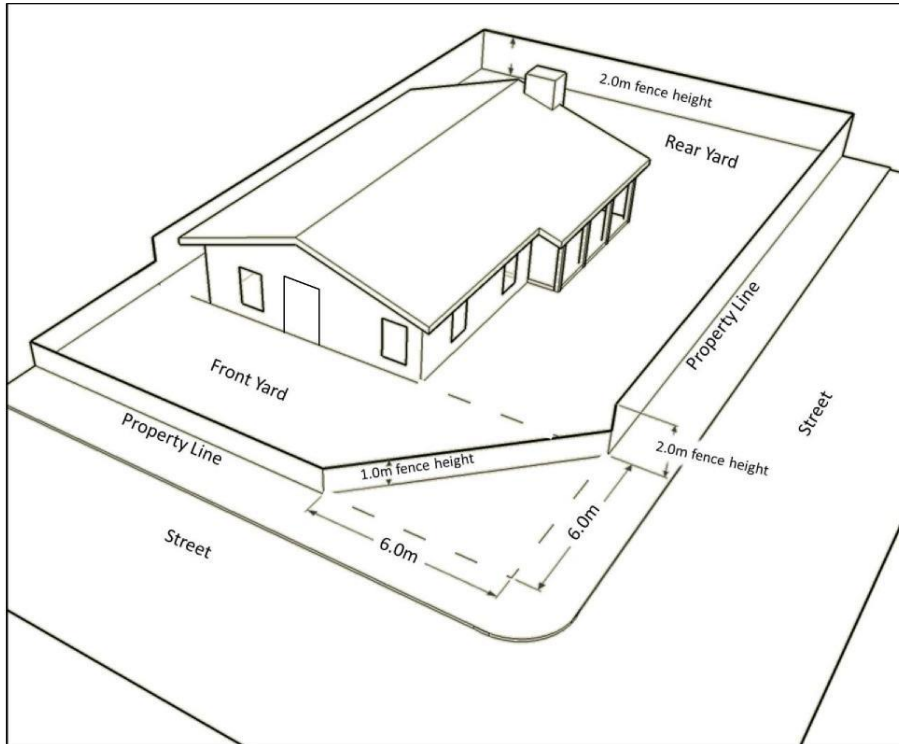 2.0m fence height
Rear Yard
Property Line
Front Yard
Street
Property Line
2.0m fence height
1.0m fence height
6.0m
6.0m
Street